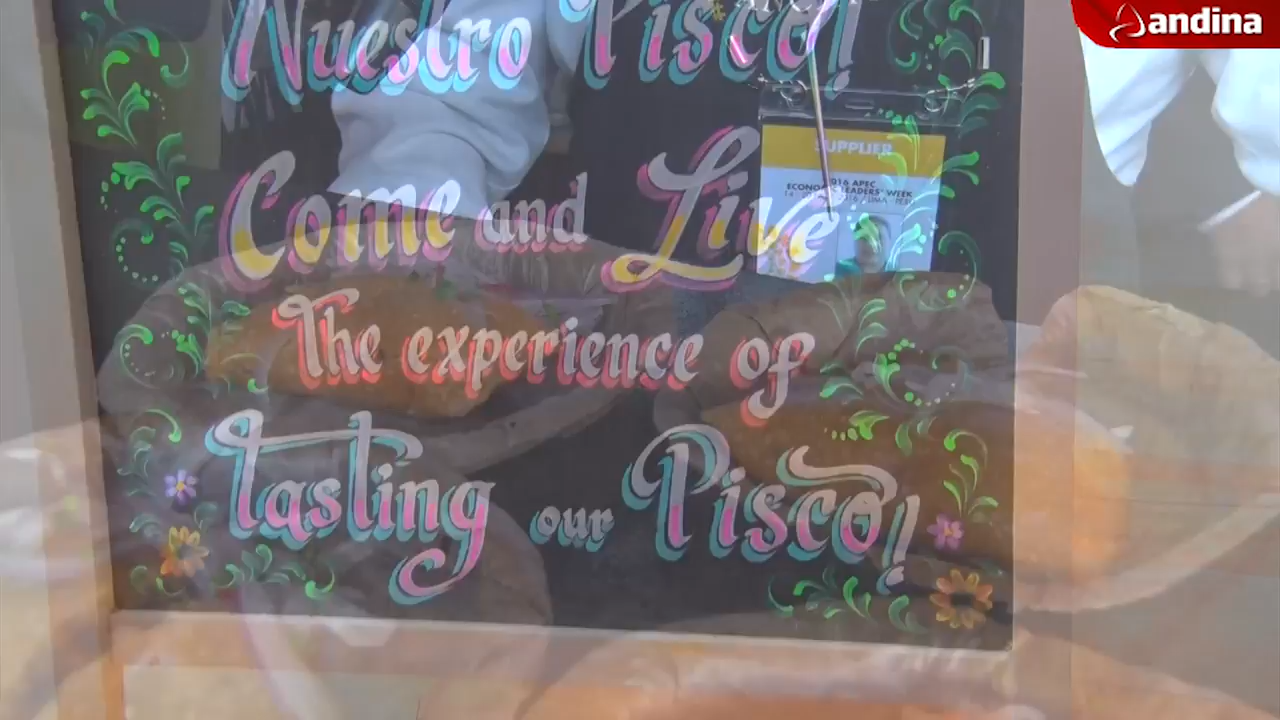 andina
Nuestro Pisco!
SUPPLIER
2016 APEC
ECONOMIC LEADERS' WEEK
Come and Live
The experience of
tasting our Pisco!